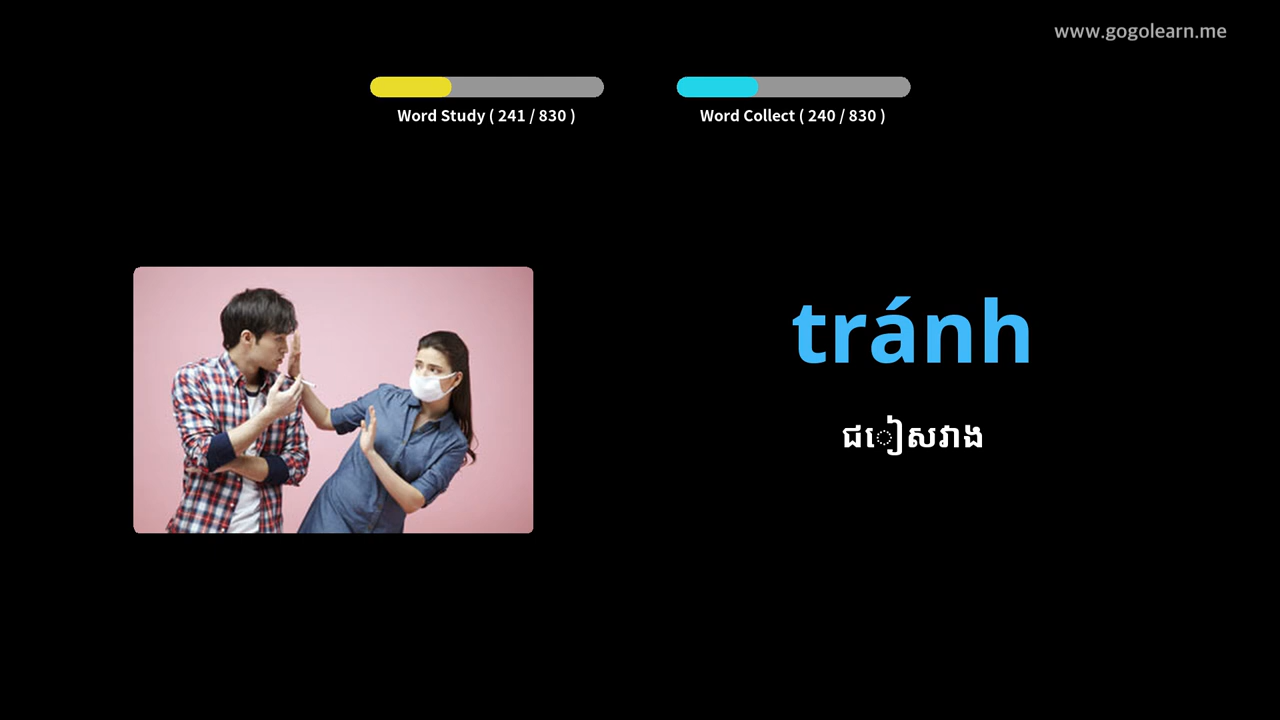 www.gogolearn.me
Word Study ( 241 / 830 )
Word Collect ( 240 / 830 )
tránh
ជៀសវាង